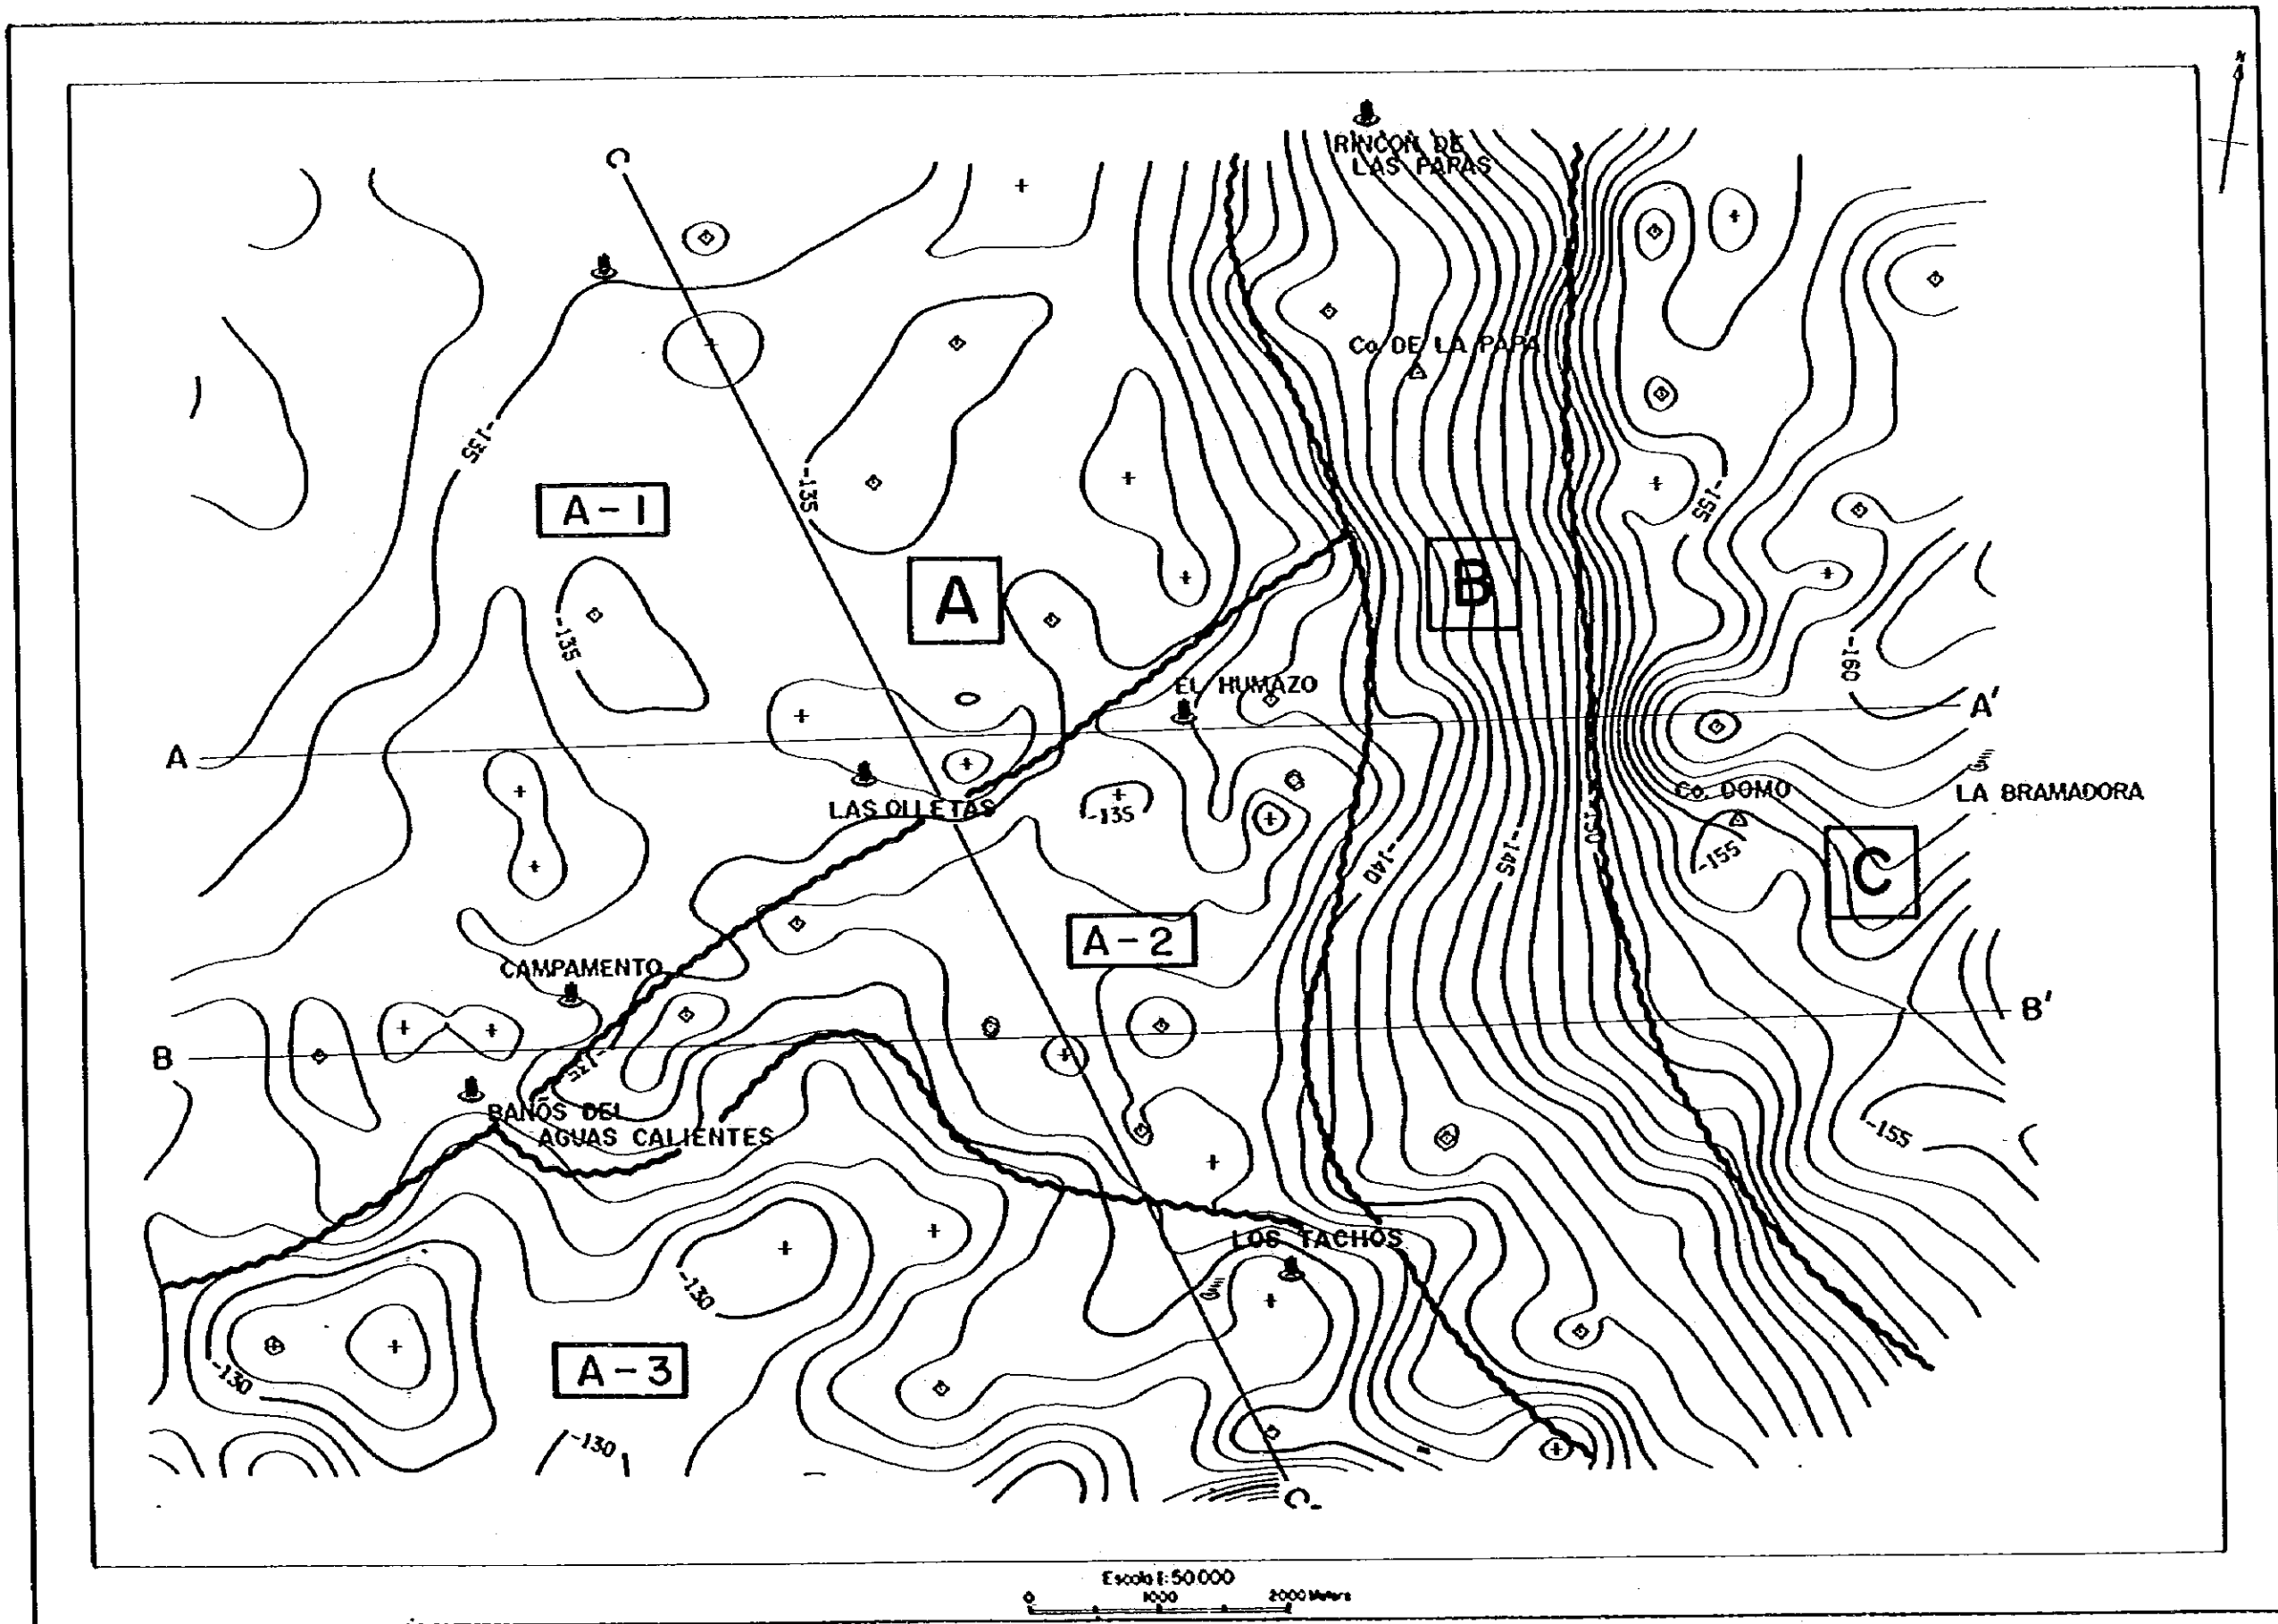 N
C
RINCON DE
LAS PAPAS
Co. DE LA PAPA
-135
-135
A-1
-155
A
B
-135
-160
EL HUMAZO
A
A'
LAS OLLETAS
-135
Co. DOMO
LA BRAMADORA
-150
-140
-145
-155
C
A-2
CAMPAMENTO
B
B'
-135
BAÑOS DEL
AGUAS CALIENTES
-155
LOS TACHOS
-130
A-3
-130
-130
C'
Escala 1:50.000
0 1000 2000 Meters